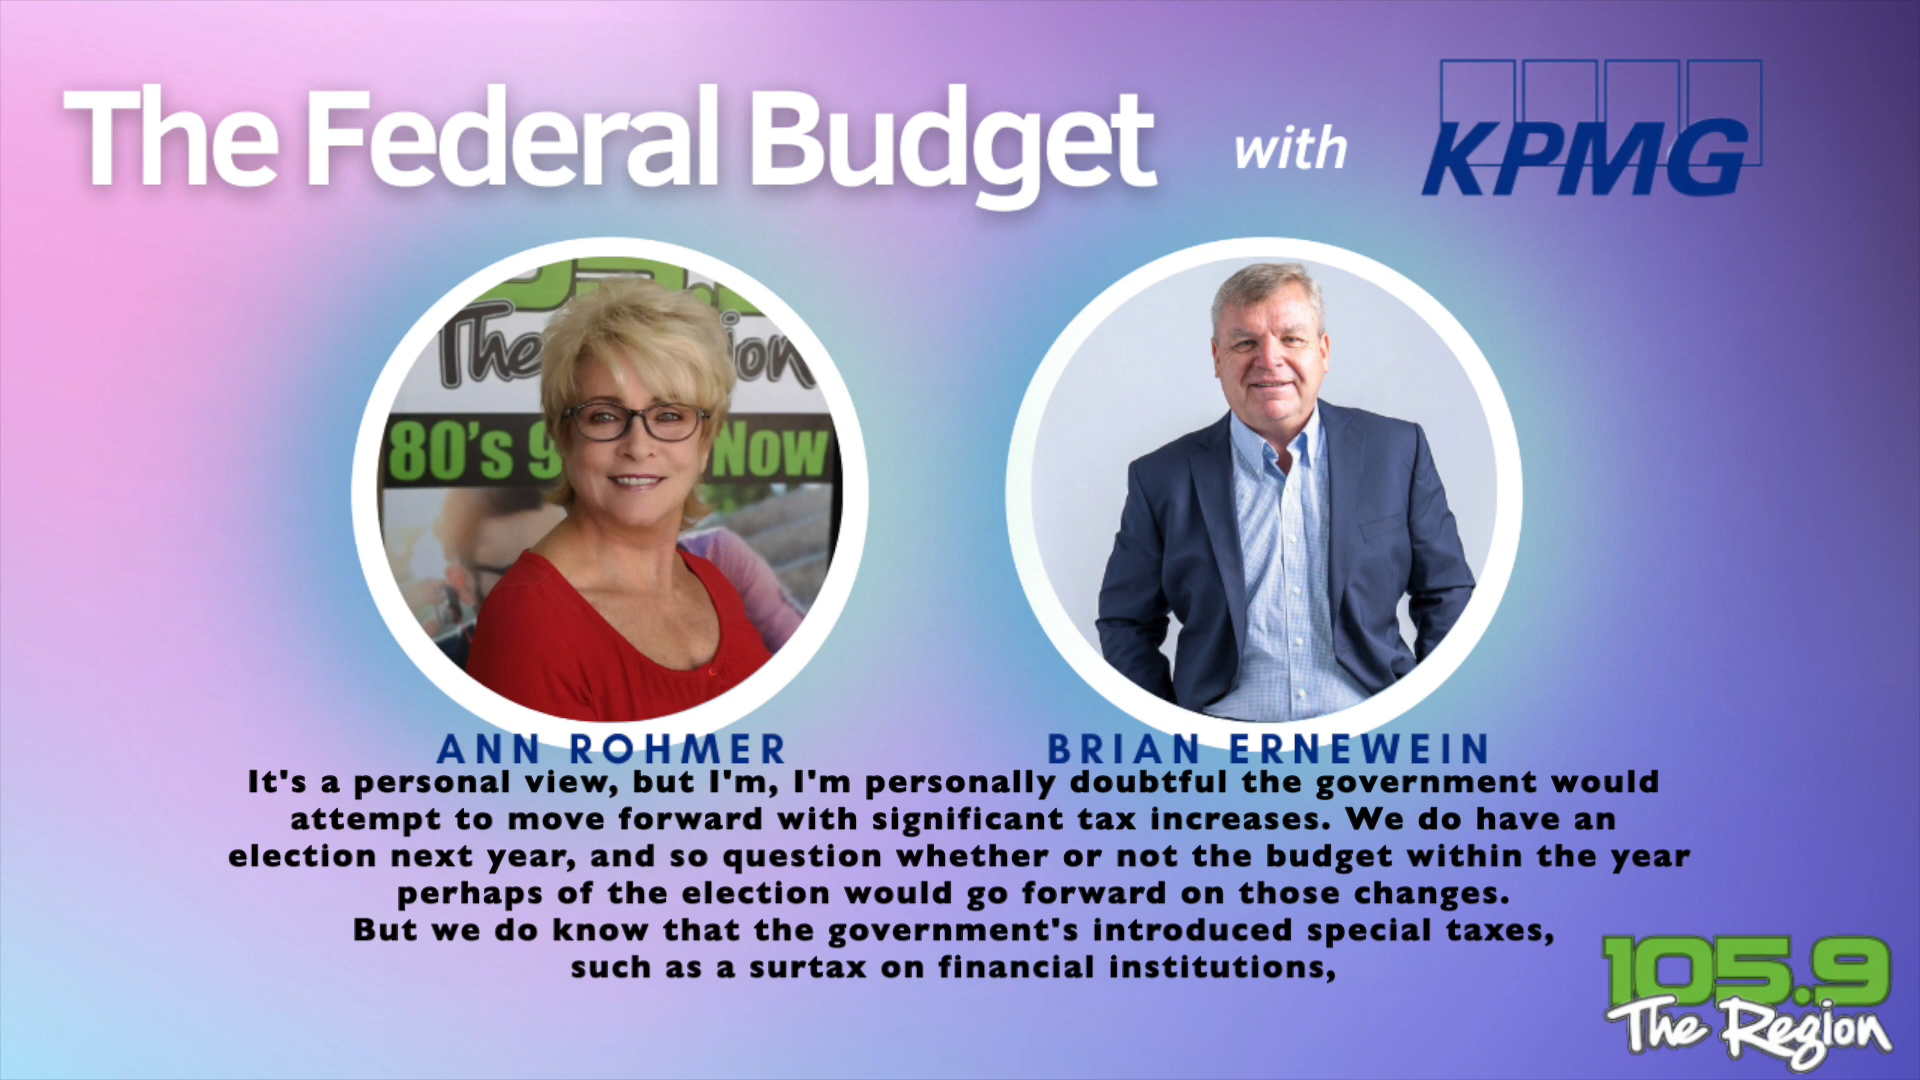 The Federal Budget with KPMG
The Region
80's 9 Now
ANN ROHMER
BRIAN ERNEWEIN
It's a personal view, but I'm, I'm personally doubtful the government would
attempt to move forward with significant tax increases. We do have an
election next year, and so question whether or not the budget within the year
perhaps of the election would go forward on those changes.
But we do know that the government's introduced special taxes,
such as a surtax on financial institutions,
105.9
The Region